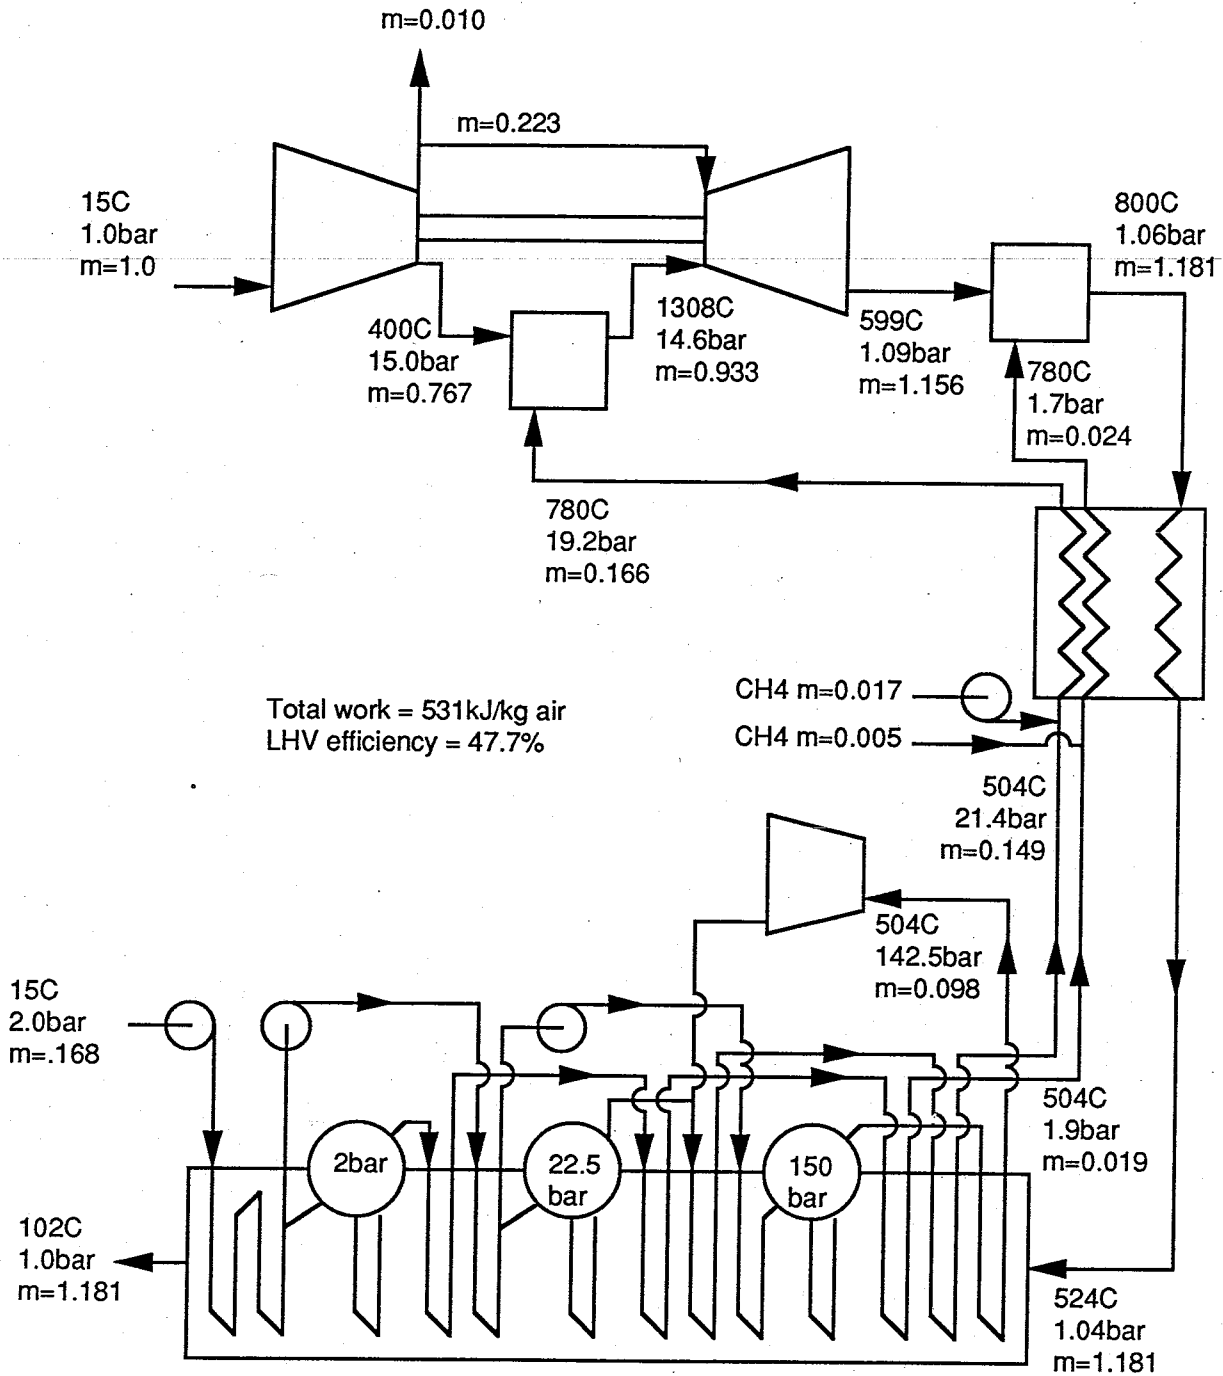 m=0.010
m=0.223
15C
1.0bar
m=1.0
800C
1.06bar
m=1.181
400C
15.0bar
m=0.767
1308C
14.6bar
m=0.933
599C
1.09bar
m=1.156
780C
1.7bar
m=0.024
780C
19.2bar
m=0.166
CH4 m=0.017
CH4 m=0.005
Total work = 531kJ/kg air
LHV efficiency = 47.7%
504C
21.4bar
m=0.149
504C
142.5bar
m=0.098
15C
2.0bar
m=.168
504C
1.9bar
m=0.019
2bar
22.5
bar
150
bar
102C
1.0bar
m=1.181
524C
1.04bar
m=1.181